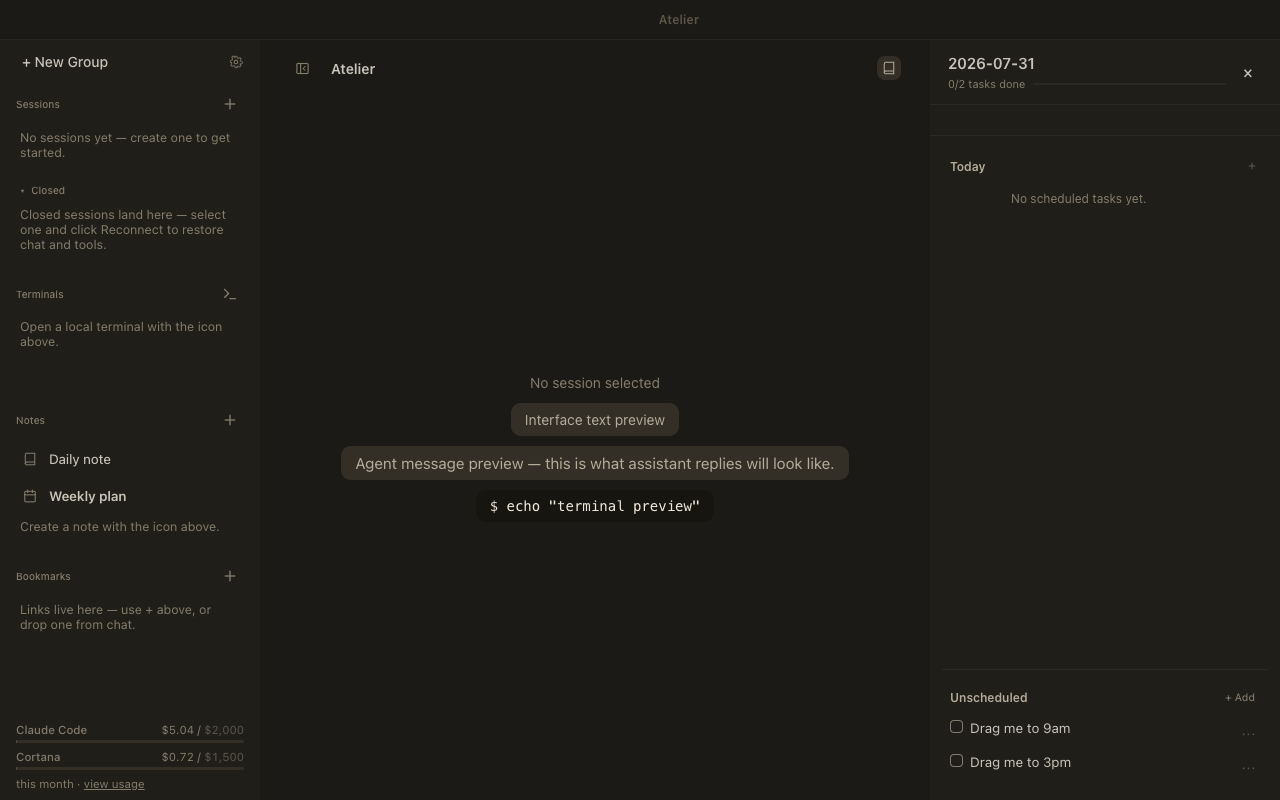 Atelier
+ New Group
Sessions
No sessions yet — create one to get
started.
Closed
Closed sessions land here — select
one and click Reconnect to restore
chat and tools.
Terminals
Open a local terminal with the icon
above.
Notes
Daily note
Weekly plan
Create a note with the icon above.
Bookmarks
Links live here — use + above, or
drop one from chat.
Claude Code $5.04 / $2,000
Cortana $0.72 / $1,500
this month · view usage
Atelier
No session selected
Interface text preview
Agent message preview — this is what assistant replies will look like.
$ echo "terminal preview"
2026-07-31
0/2 tasks done
Today
No scheduled tasks yet.
Unscheduled + Add
Drag me to 9am ...
Drag me to 3pm ...